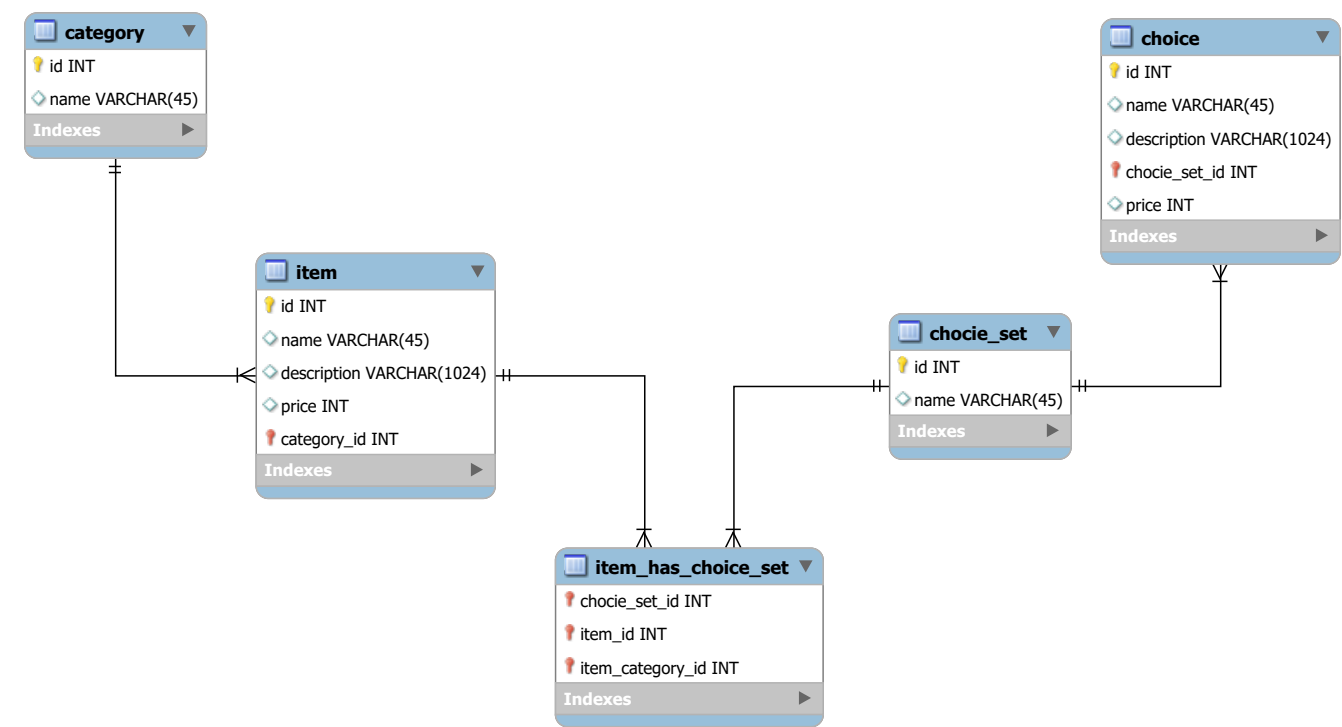 category
id INT
name VARCHAR(45)
Indexes
choice
id INT
name VARCHAR(45)
description VARCHAR(1024)
chocie_set_id INT
price INT
Indexes
item
id INT
name VARCHAR(45)
description VARCHAR(1024)
price INT
category_id INT
Indexes
chocie_set
id INT
name VARCHAR(45)
Indexes
item_has_choice_set
chocie_set_id INT
item_id INT
item_category_id INT
Indexes